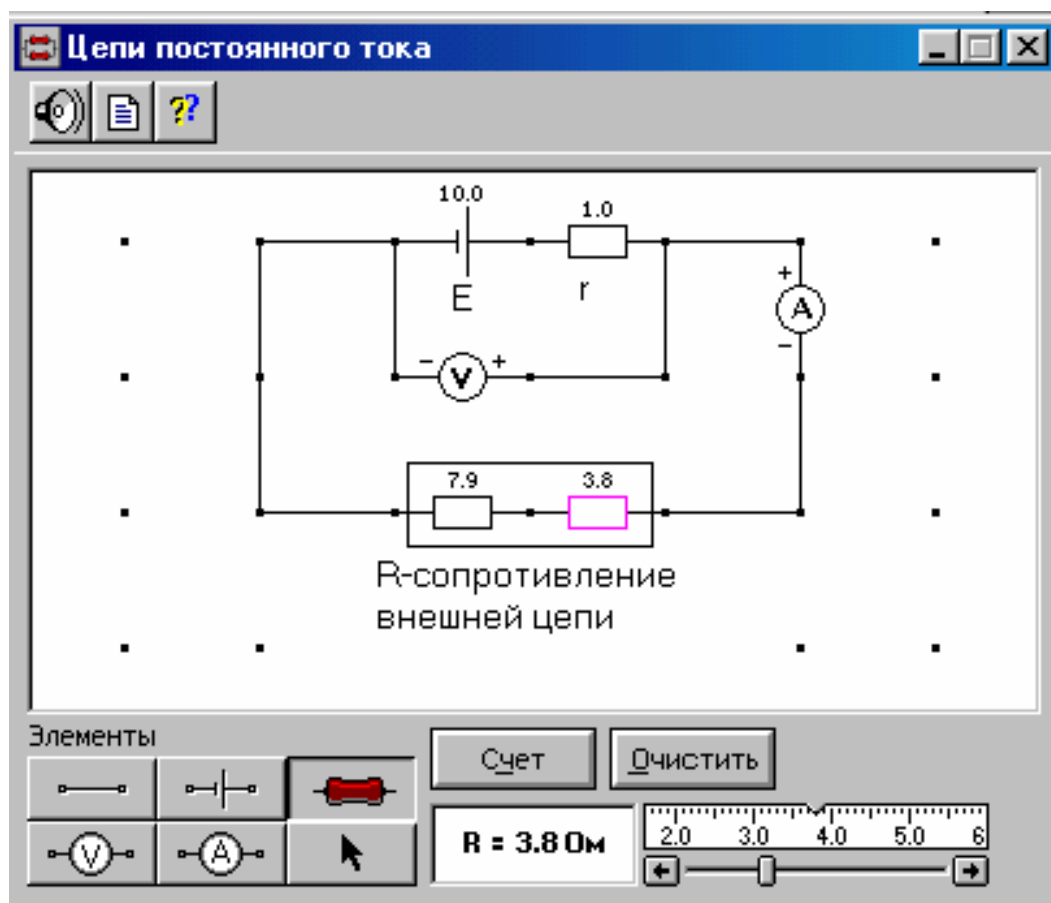 Цепи постоянного тока
??
10.0
1.0
E
r
+
A
−
− V +
7.9 3.8
R-сопротивление
внешней цепи
Элементы
Счет
Очистить
V
A
R = 3.8 Ом
2.0 3.0 4.0 5.0 6